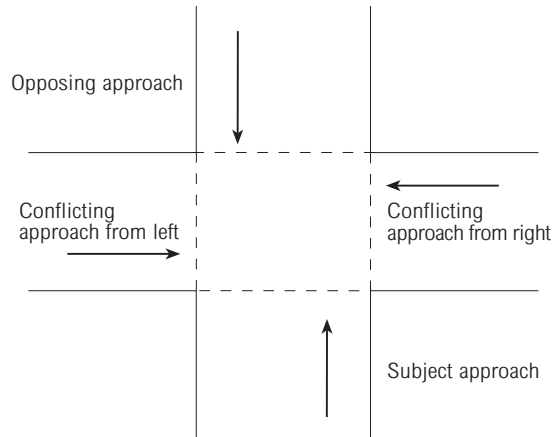 Opposing approach
Conflicting
approach from left
Conflicting
approach from right
Subject approach